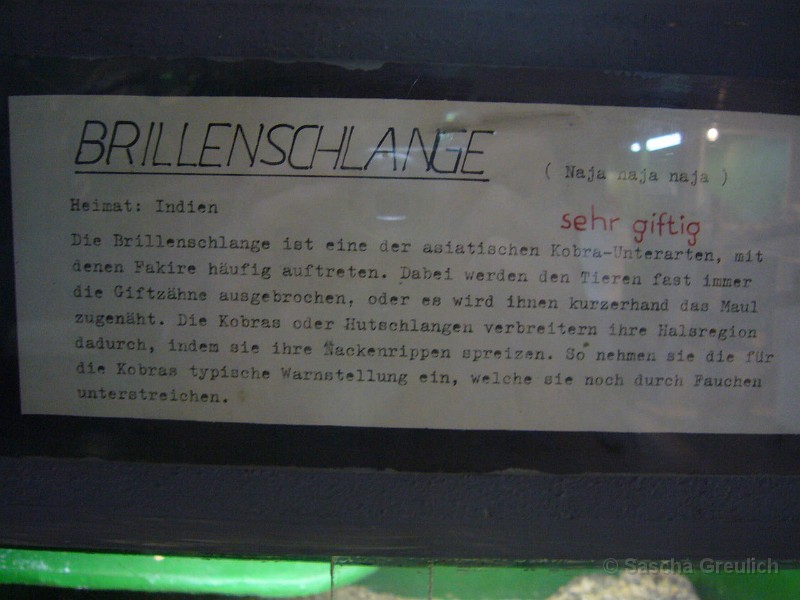 BRILLENSCHLANGE
( Naja naja naja )
Heimat: Indien
sehr giftig
Die Brillenschlange ist eine der asiatischen Kobra-Unterarten, mit
denen Fakire häufig auftreten. Dabei werden den Tieren fast immer
die Giftzähne ausgebrochen, oder es wird ihnen kurzerhand das Maul
zugenäht. Die Kobras oder Hutschlangen verbreitern ihre Halsregion
dadurch, indem sie ihre Nackenrippen spreizen. So nehmen sie die für
die Kobras typische Warnstellung ein, welche sie noch durch Fauchen
unterstreichen.
© Sascha Greulich